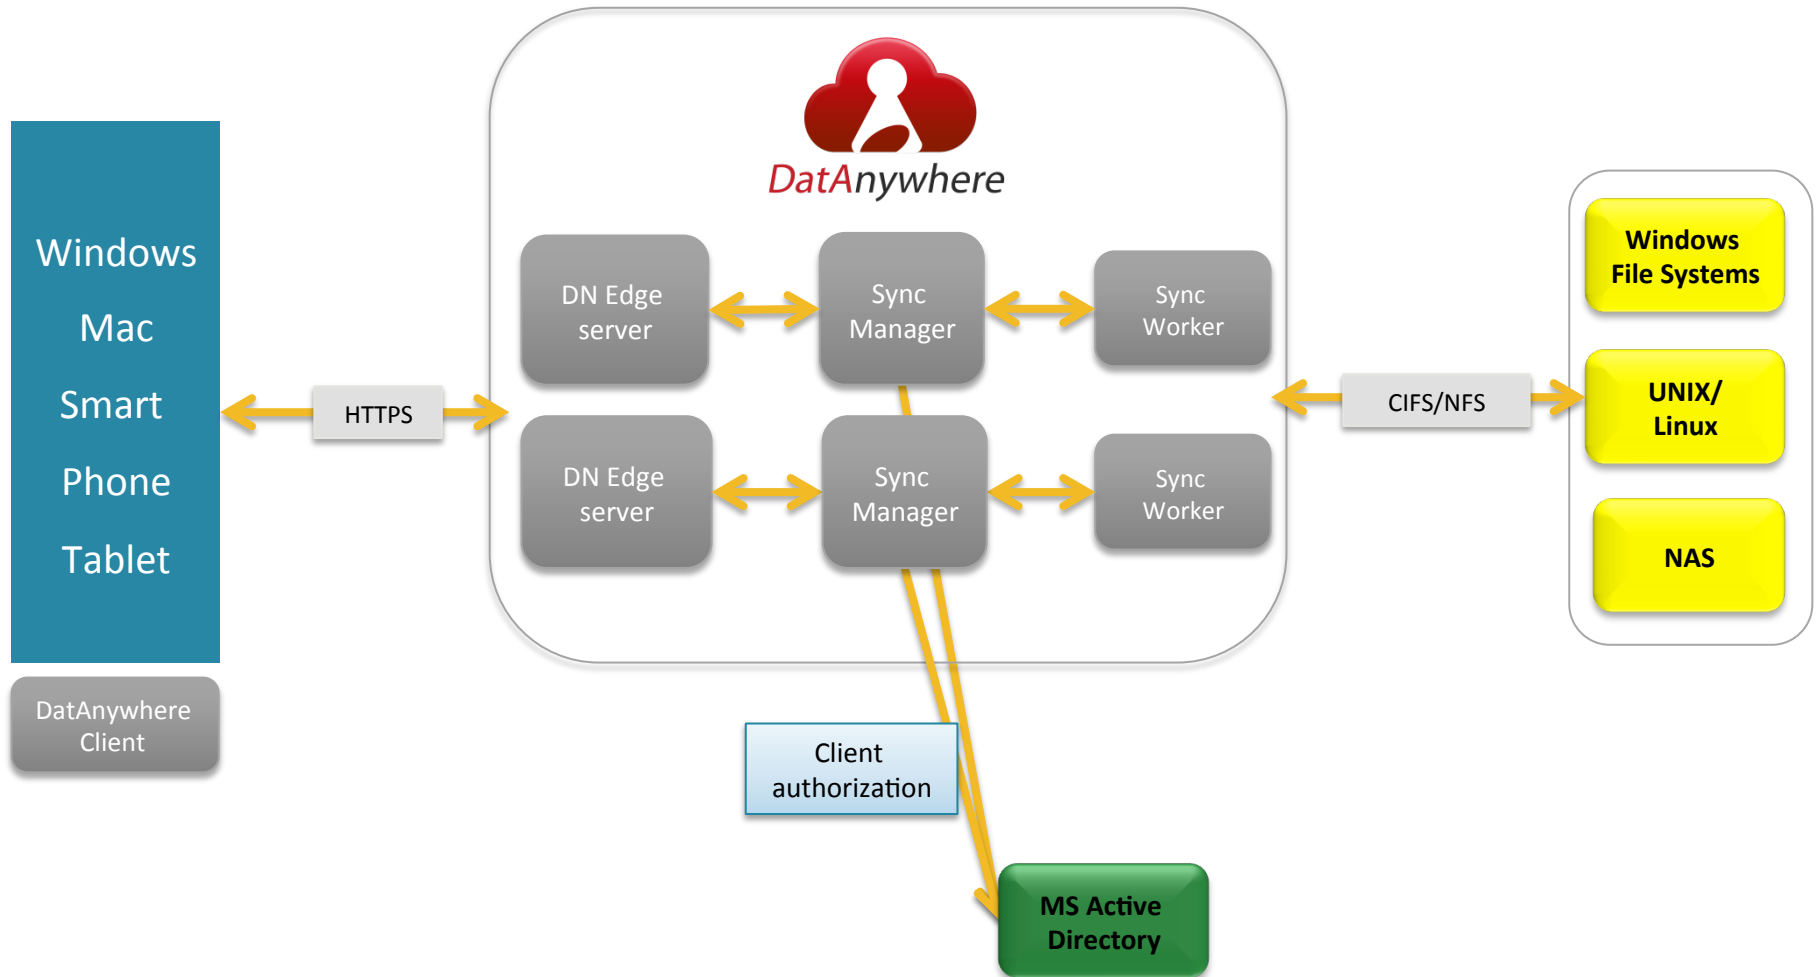 DatAnywhere
Windows
Mac
Smart
Phone
Tablet
DatAnywhere
Client
HTTPS
DN Edge
server
Sync
Manager
Sync
Worker
DN Edge
server
Sync
Manager
Sync
Worker
CIFS/NFS
Windows
File Systems
UNIX/
Linux
NAS
Client
authorization
MS Active
Directory